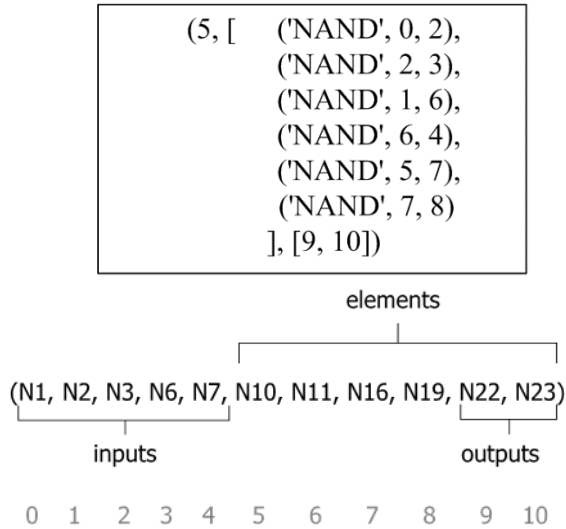 (5, [ ('NAND', 0, 2),
('NAND', 2, 3),
('NAND', 1, 6),
('NAND', 6, 4),
('NAND', 5, 7),
('NAND', 7, 8)
], [9, 10])
elements
(N1, N2, N3, N6, N7, N10, N11, N16, N19, N22, N23)
inputs outputs
0 1 2 3 4 5 6 7 8 9 10